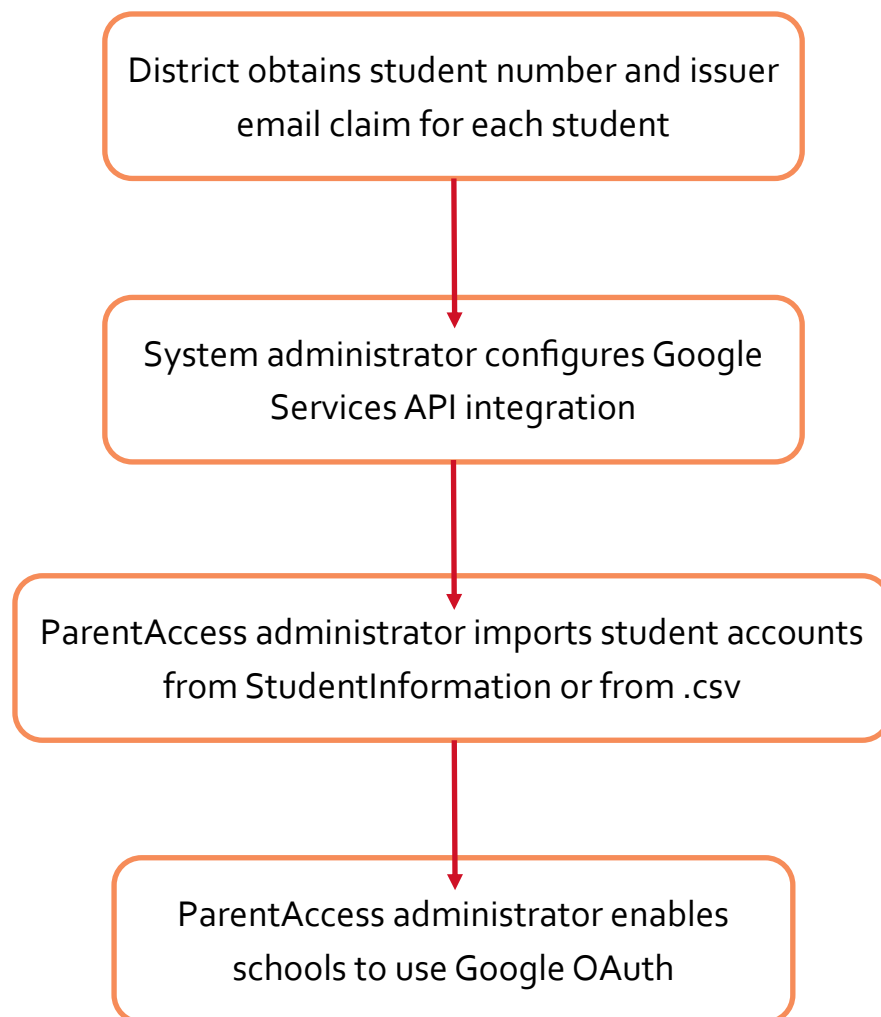 District obtains student number and issuer
email claim for each student
System administrator configures Google
Services API integration
ParentAccess administrator imports student accounts
from StudentInformation or from .csv
ParentAccess administrator enables
schools to use Google OAuth